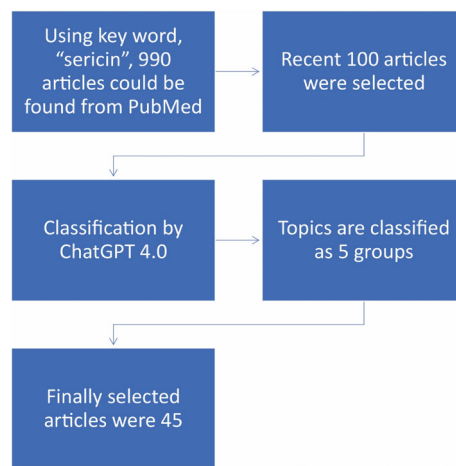 Using key word,
“sericin”, 990
articles could be
found from PubMed
Recent 100 articles
were selected
Classification by
ChatGPT 4.0
Topics are classified
as 5 groups
Finally selected
articles were 45